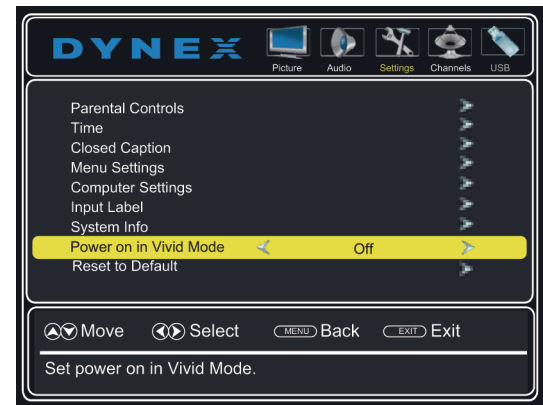 DYNEX
Picture Audio Settings Channels USB
Parental Controls
Time
Closed Caption
Menu Settings
Computer Settings
Input Label
System Info
Power on in Vivid Mode Off
Reset to Default
Move Select MENU Back EXIT Exit
Set power on in Vivid Mode.